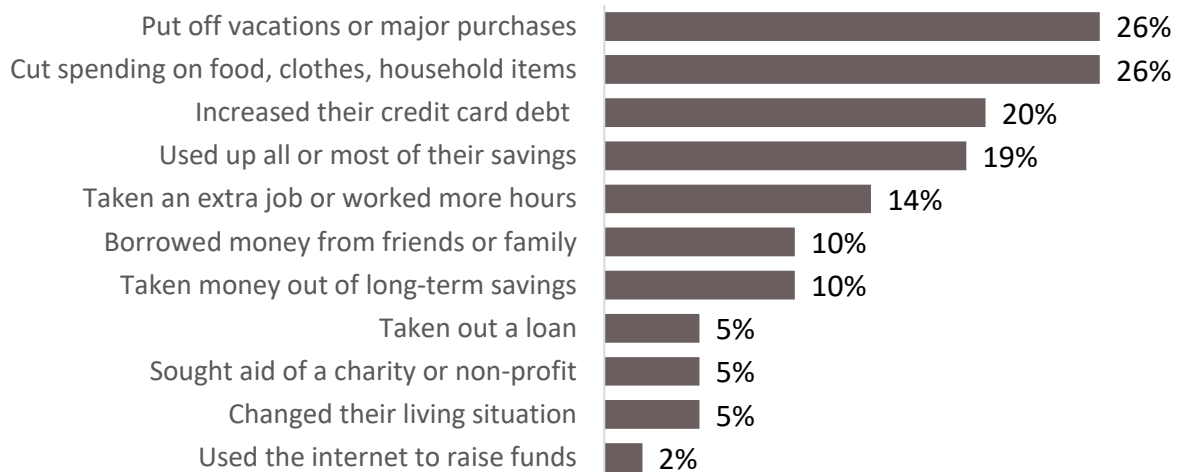 Put off vacations or major purchases 26%
Cut spending on food, clothes, household items 26%
Increased their credit card debt 20%
Used up all or most of their savings 19%
Taken an extra job or worked more hours 14%
Borrowed money from friends or family 10%
Taken money out of long-term savings 10%
Taken out a loan 5%
Sought aid of a charity or non-profit 5%
Changed their living situation 5%
Used the internet to raise funds 2%